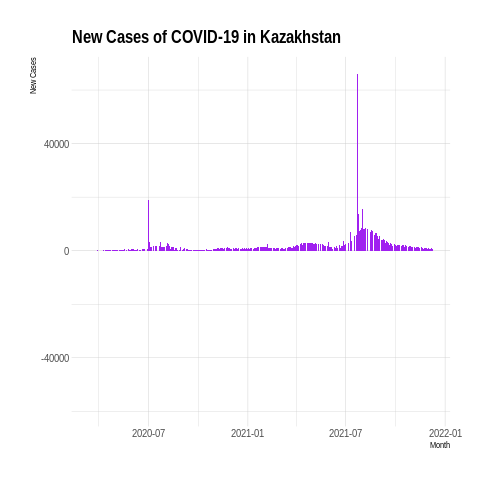 New Cases of COVID-19 in Kazakhstan
New Cases
40000
0
-40000
2020-07
2021-01
2021-07
2022-01
Month